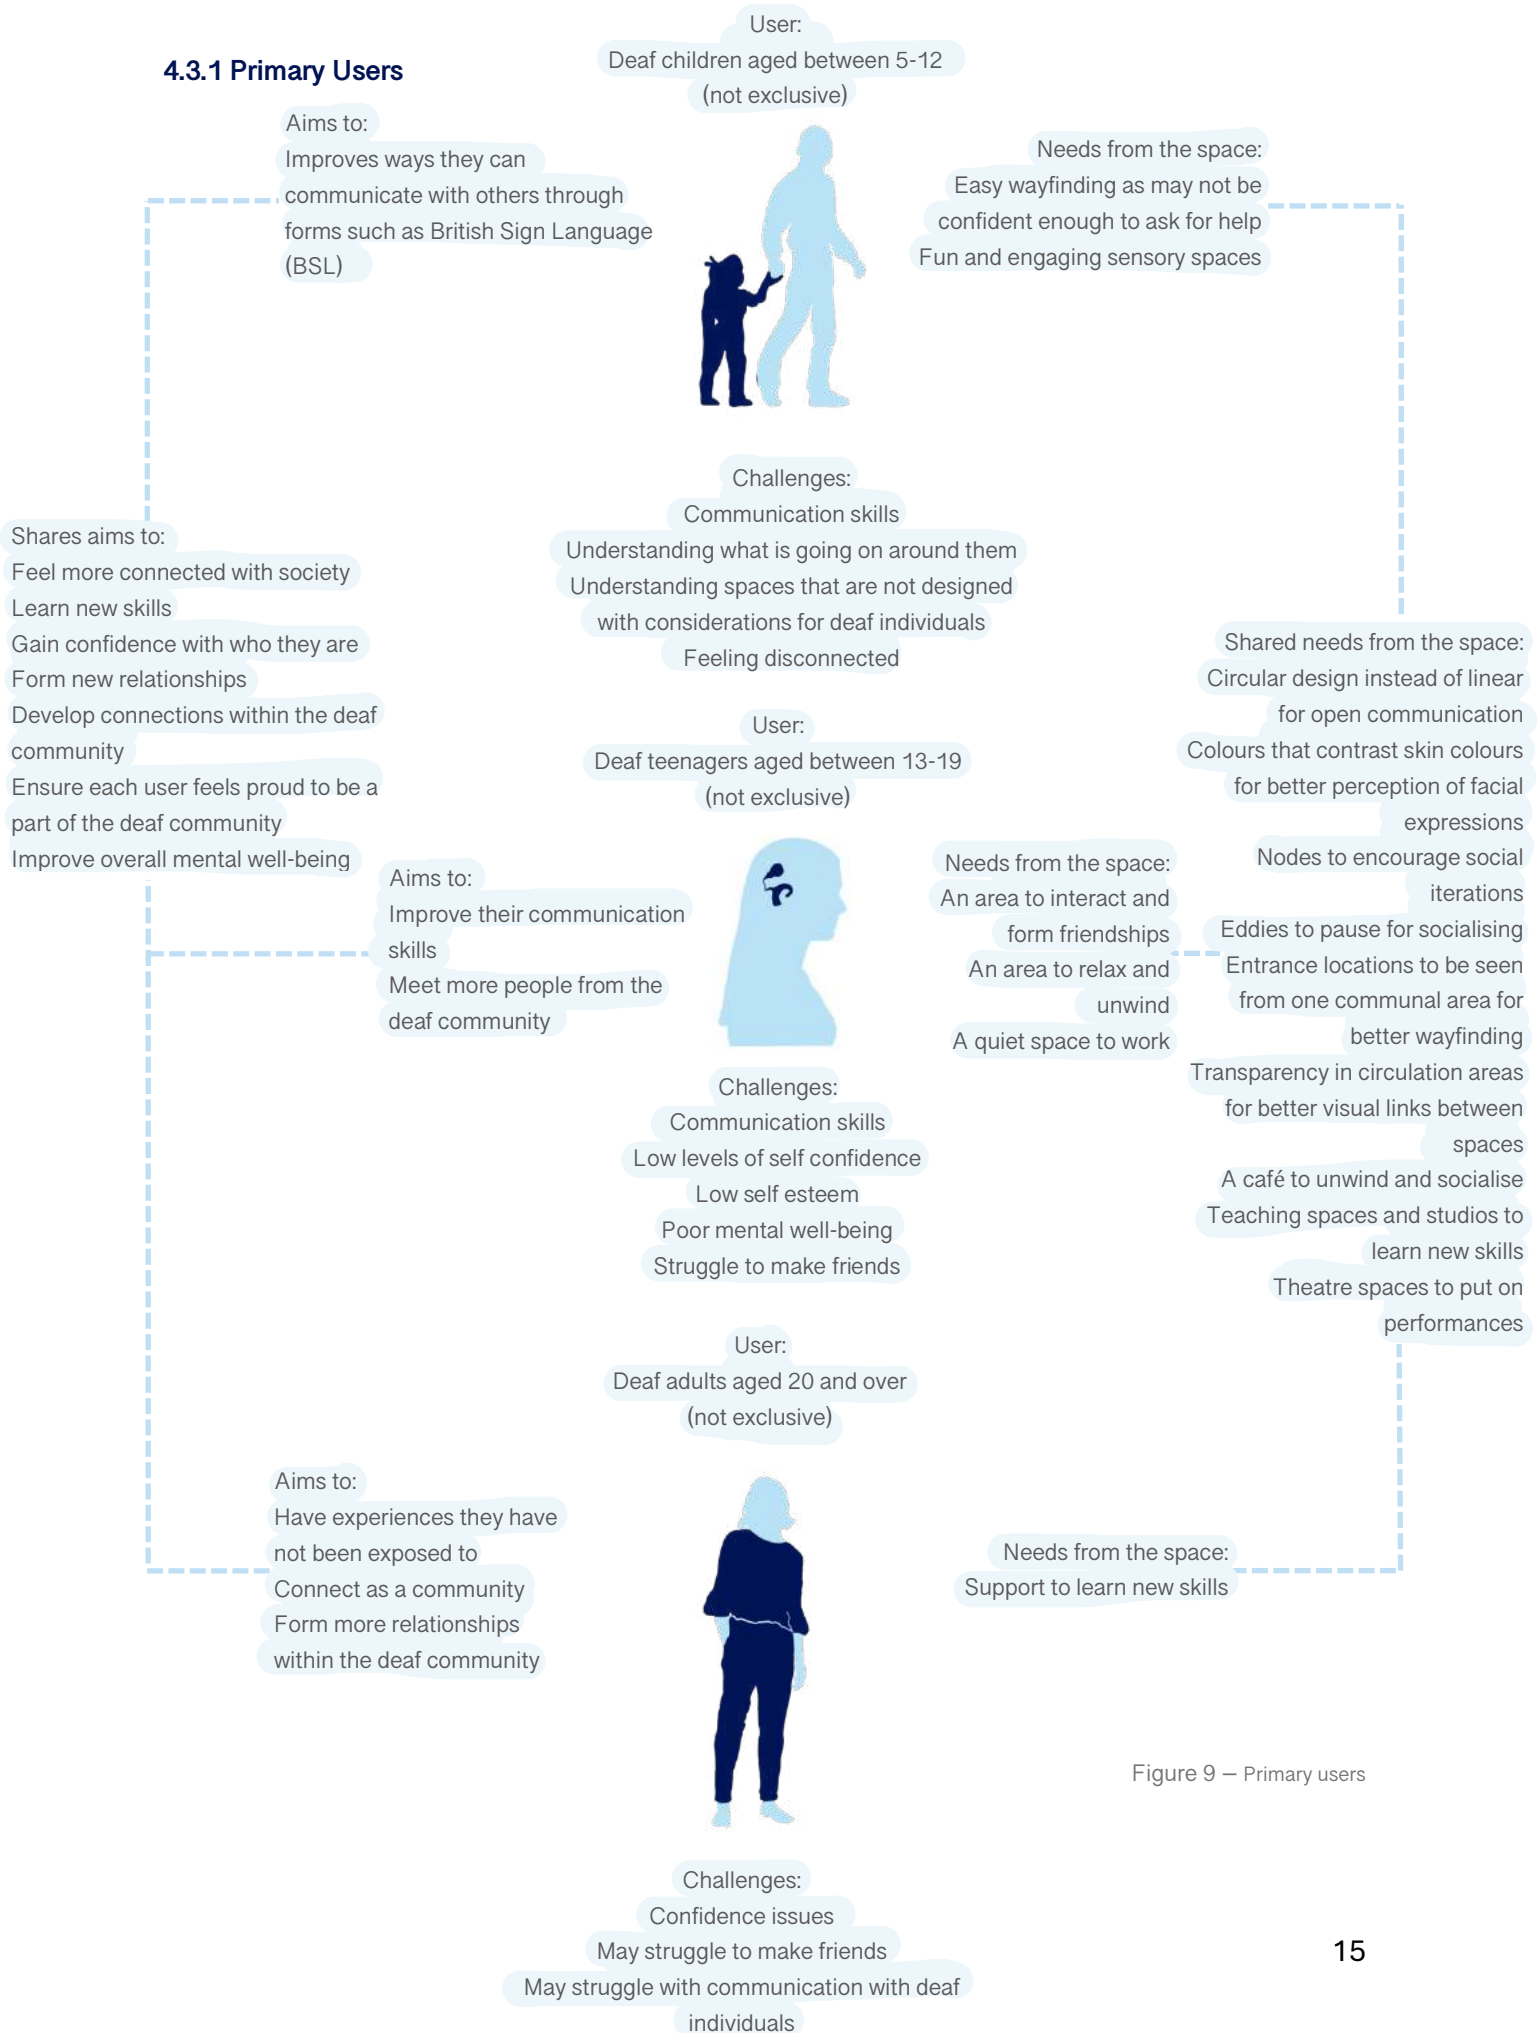 4.3.1 Primary Users
User:
Deaf children aged between 5-12
(not exclusive)
Aims to:
Improves ways they can
communicate with others through
forms such as British Sign Language
(BSL)
Needs from the space:
Easy wayfinding as may not be
confident enough to ask for help
Fun and engaging sensory spaces
Challenges:
Communication skills
Understanding what is going on around them
Understanding spaces that are not designed
with considerations for deaf individuals
Feeling disconnected
Shares aims to:
Feel more connected with society
Learn new skills
Gain confidence with who they are
Form new relationships
Develop connections within the deaf
community
Ensure each user feels proud to be a
part of the deaf community
Improve overall mental well-being
Shared needs from the space:
Circular design instead of linear
for open communication
Colours that contrast skin colours
for better perception of facial
expressions
Nodes to encourage social
iterations
Eddies to pause for socialising
Entrance locations to be seen
from one communal area for
better wayfinding
Transparency in circulation areas
for better visual links between
spaces
A café to unwind and socialise
Teaching spaces and studios to
learn new skills
Theatre spaces to put on
performances
User:
Deaf teenagers aged between 13-19
(not exclusive)
Aims to:
Improve their communication
skills
Meet more people from the
deaf community
Needs from the space:
An area to interact and
form friendships
An area to relax and
unwind
A quiet space to work
Challenges:
Communication skills
Low levels of self confidence
Low self esteem
Poor mental well-being
Struggle to make friends
User:
Deaf adults aged 20 and over
(not exclusive)
Aims to:
Have experiences they have
not been exposed to
Connect as a community
Form more relationships
within the deaf community
Needs from the space:
Support to learn new skills
Figure 9 – Primary users
Challenges:
Confidence issues
May struggle to make friends
May struggle with communication with deaf
individuals
15